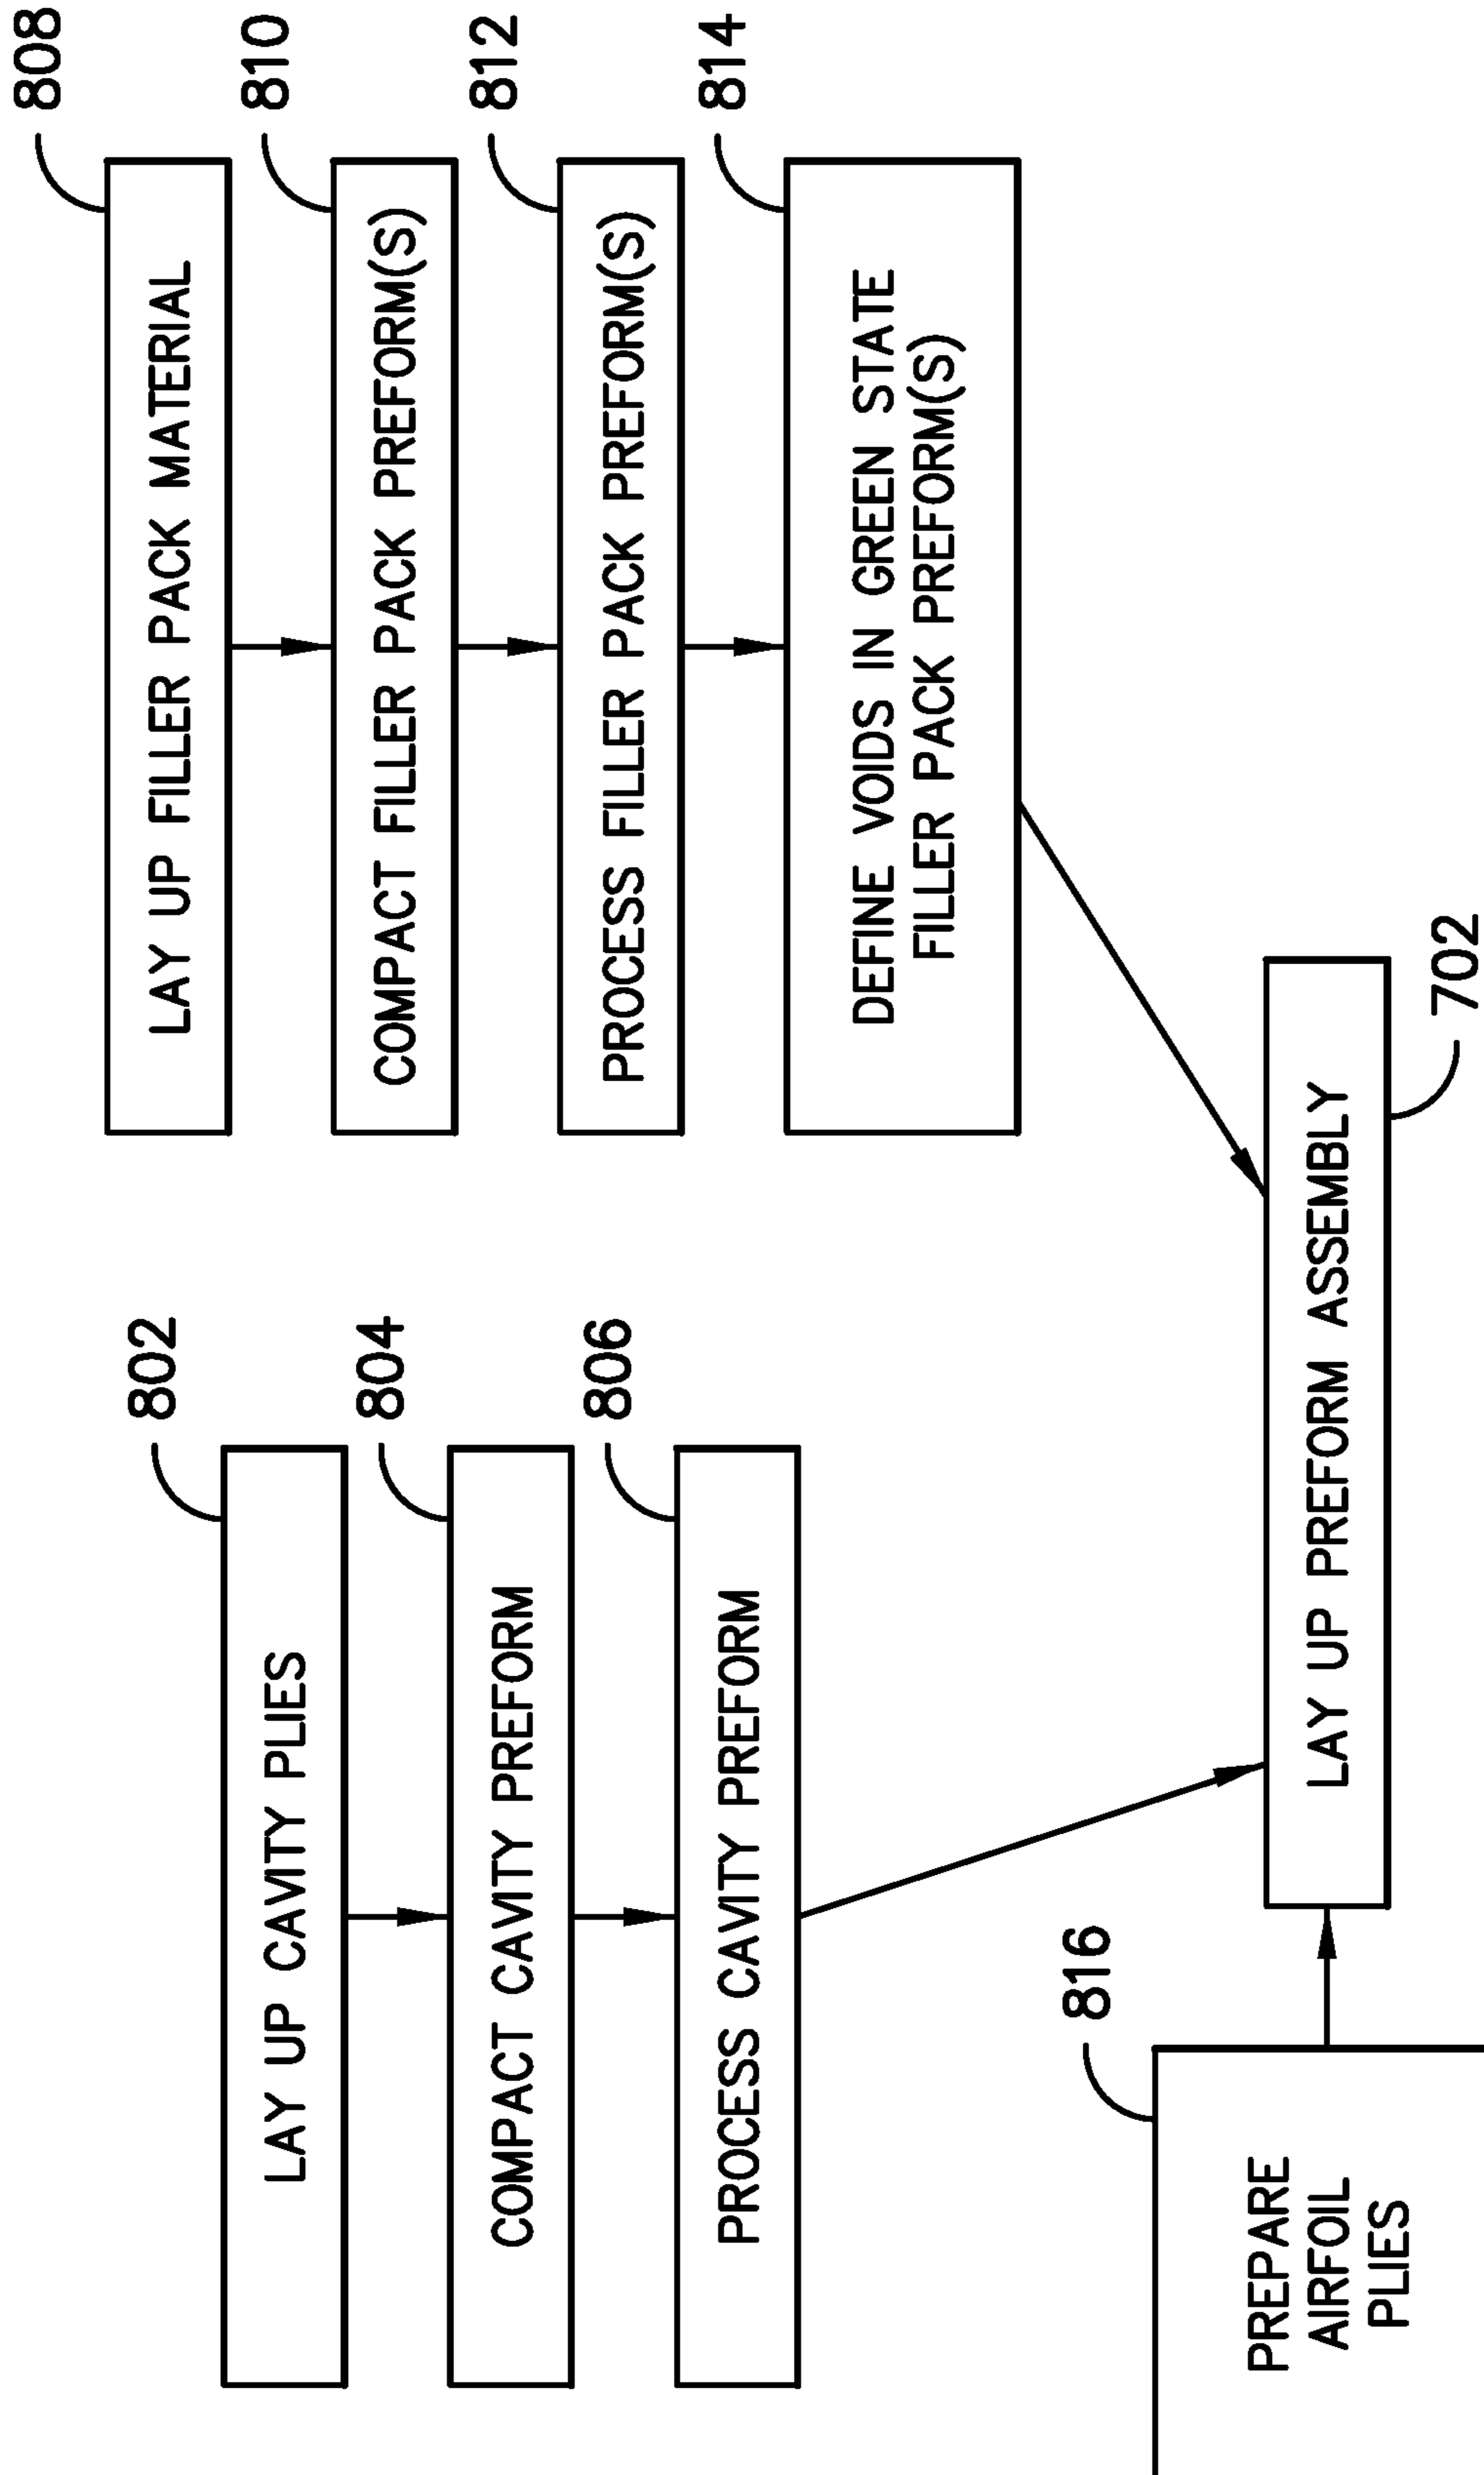 802
LAY UP CAVITY PLIES
804
COMPACT CAVITY PREFORM
806
PROCESS CAVITY PREFORM
808
LAY UP FILLER PACK MATERIAL
810
COMPACT FILLER PACK PREFORM(S)
812
PROCESS FILLER PACK PREFORM(S)
814
DEFINE VOIDS IN GREEN STATE
FILLER PACK PREFORM(S)
816
PREPARE
AIRFOIL
PLIES
LAY UP PREFORM ASSEMBLY
702